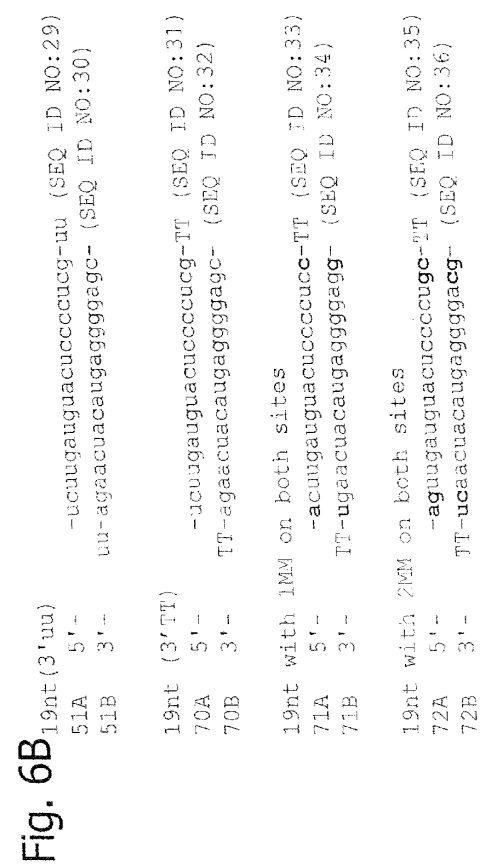 Fig. 6B
19nt(3'uu)
51A 5'- -ucuugauguacuccccucg-uu (SEQ ID NO:29)
51B 3'- uu-agaacuacaugaggggagc- (SEQ ID NO:30)
19nt (3'TT)
70A 5'- -ucuugauguacuccccucg-TT (SEQ ID NO:31)
70B 3'- TT-agaacuacaugaggggagc- (SEQ ID NO:32)
19nt with 1MM on both sites
71A 5'- -acuugauguacuccccucc-TT (SEQ ID NO:33)
71B 3'- TT-ugaacuacaugaggggagg- (SEQ ID NO:34)
19nt with 2MM on both sites
72A 5'- -aguugauguacuccccugc-TT (SEQ ID NO:35)
72B 3'- TT-ucaacuacaugaggggacg- (SEQ ID NO:36)